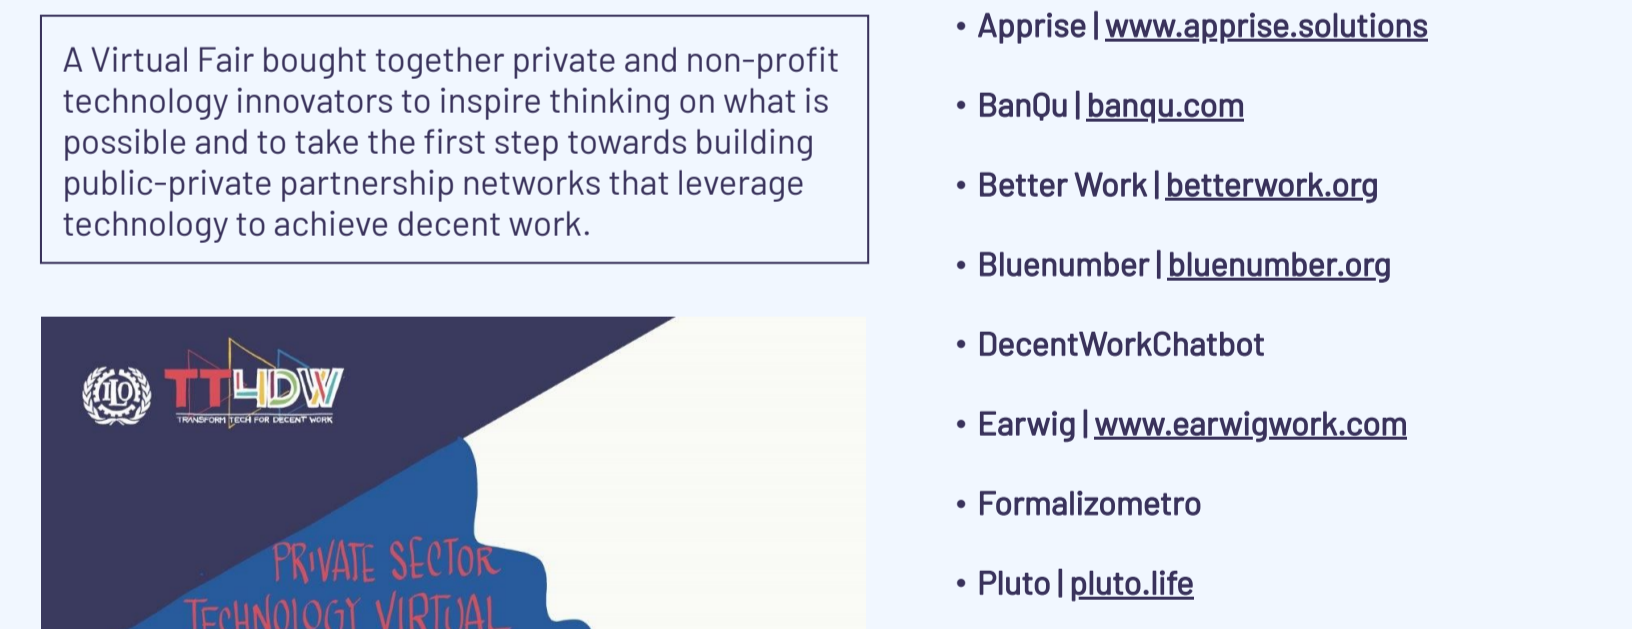 A Virtual Fair bought together private and non-profit
technology innovators to inspire thinking on what is
possible and to take the first step towards building
public-private partnership networks that leverage
technology to achieve decent work.
ILO
TT4DW
TRANSFORM TECH FOR DECENT WORK
PRIVATE SECTOR
TECHNOLOGY VIRTUAL
• Apprise | www.apprise.solutions
• BanQu | banqu.com
• Better Work | betterwork.org
• Bluenumber | bluenumber.org
• DecentWorkChatbot
• Earwig | www.earwigwork.com
• Formalizometro
• Pluto | pluto.life